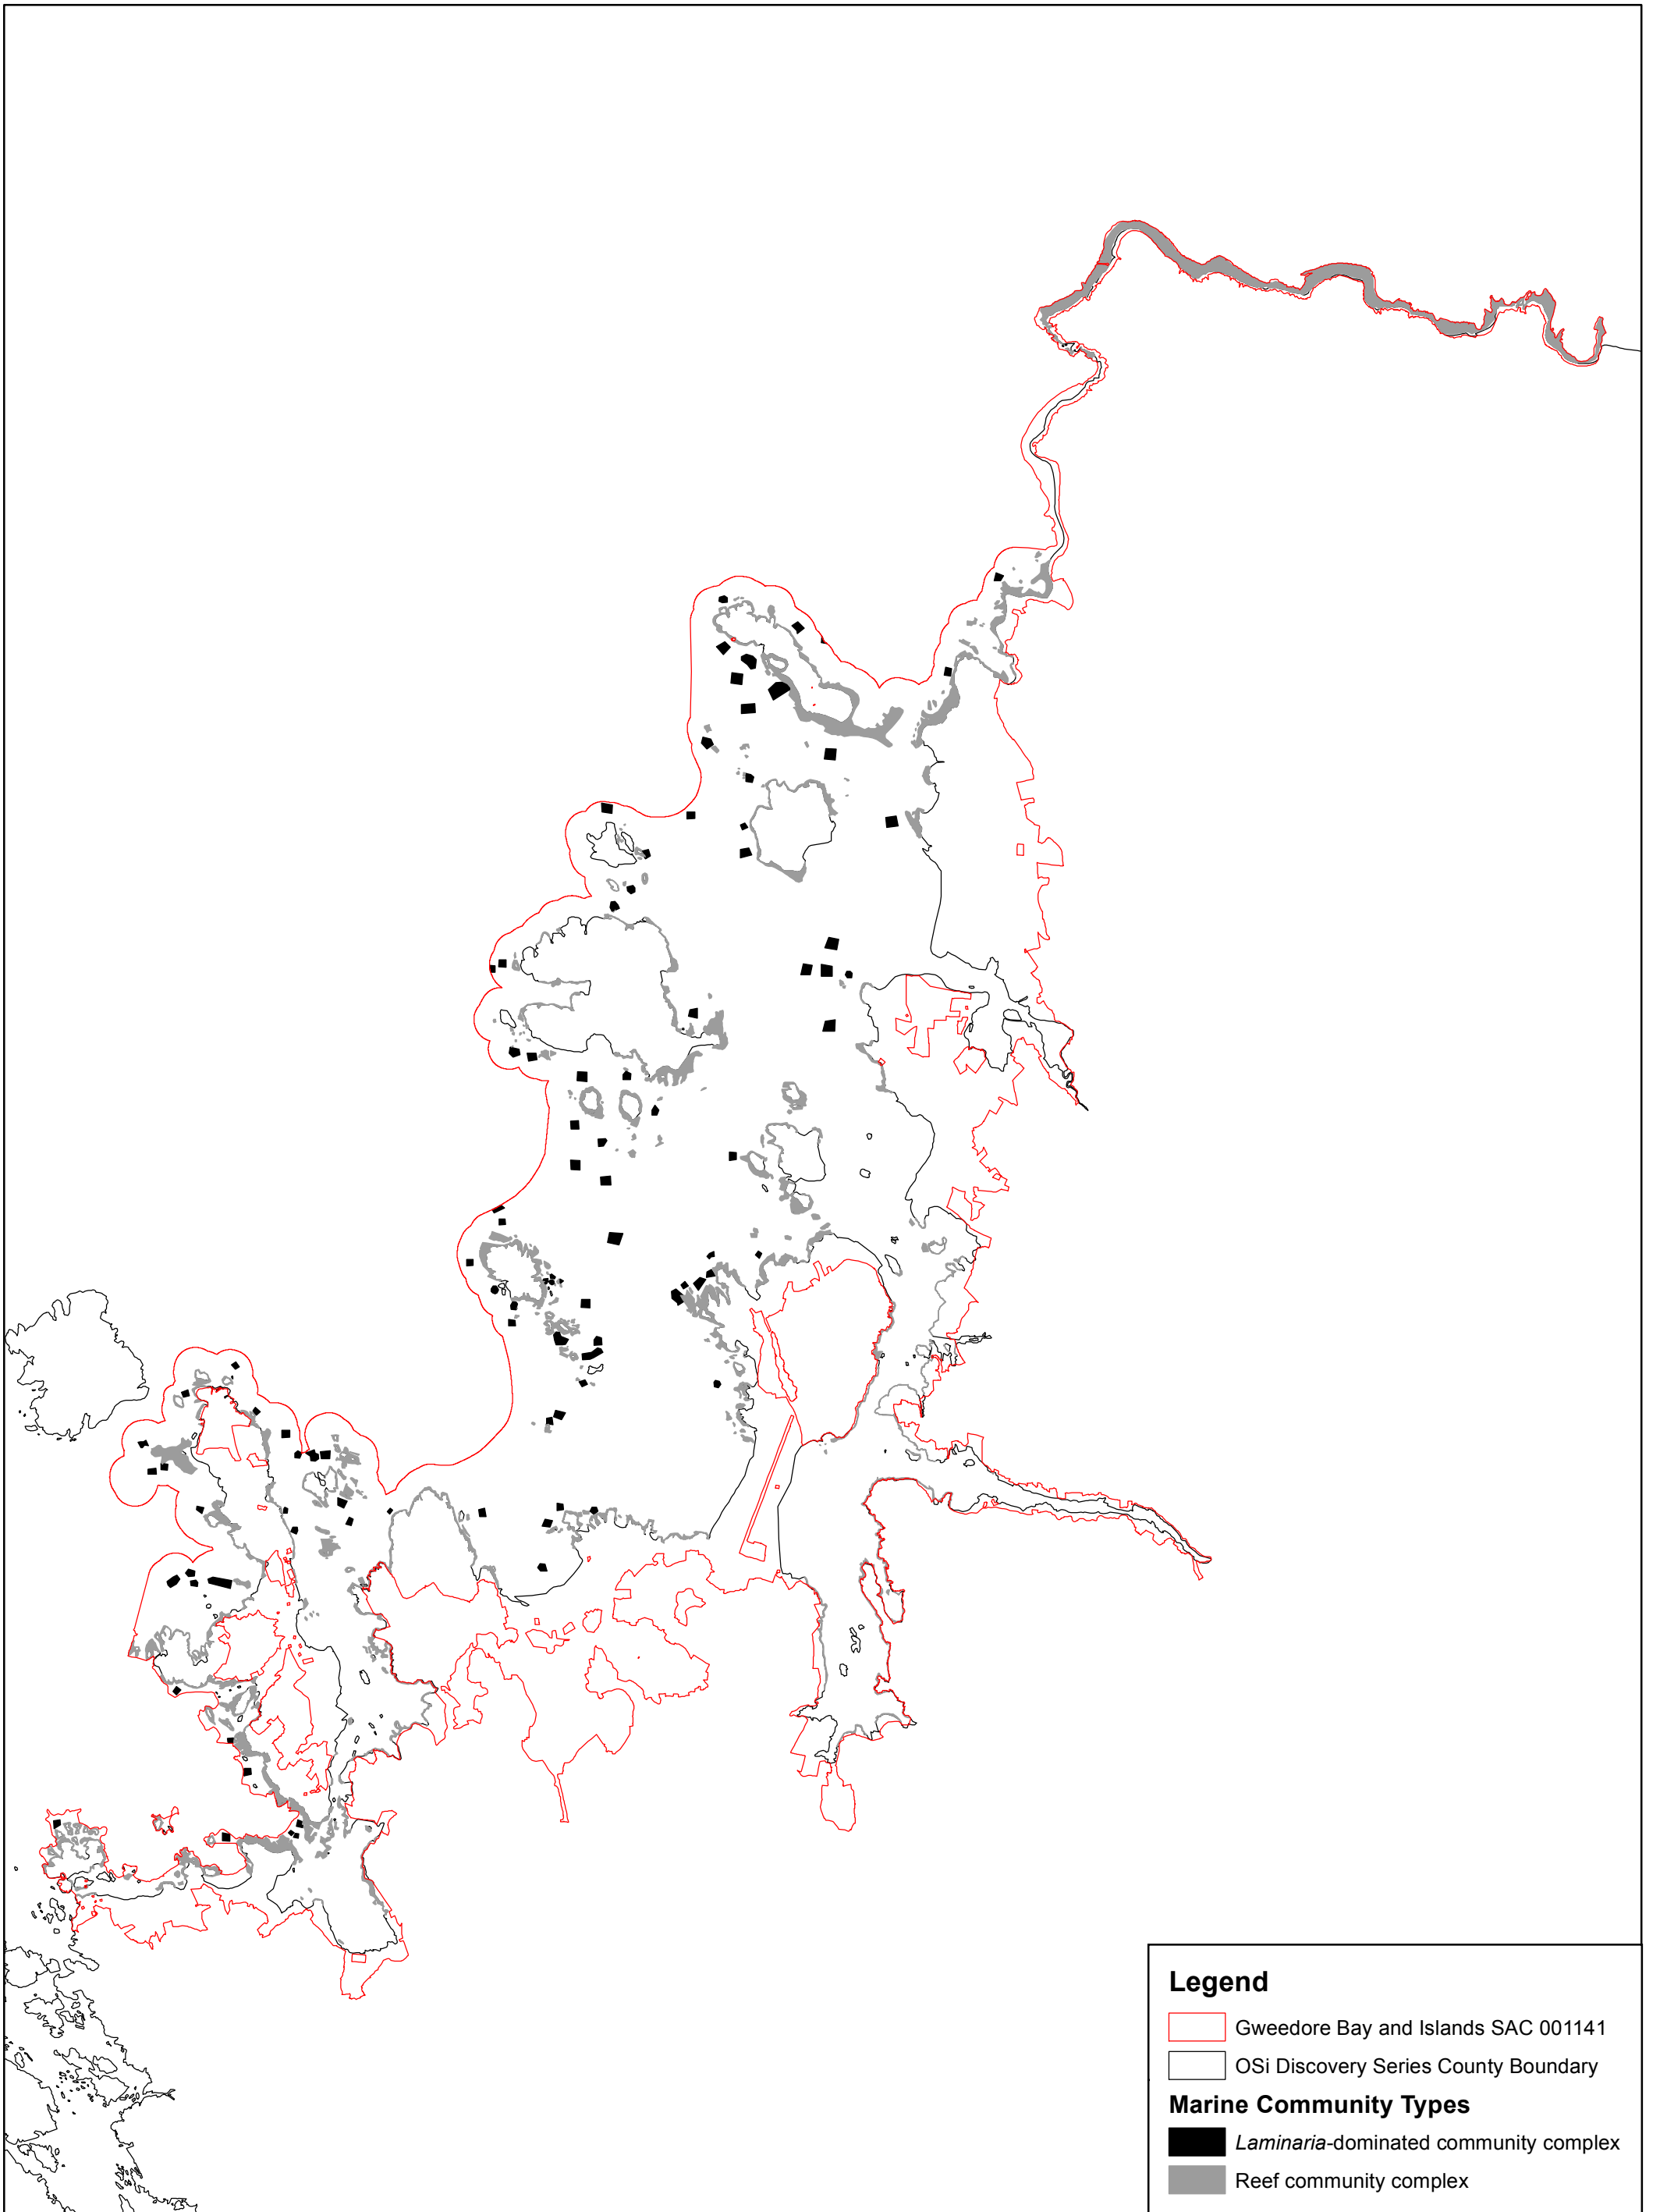 Legend
Gweedore Bay and Islands SAC 001141
OSi Discovery Series County Boundary
Marine Community Types
Laminaria-dominated community complex
Reef community complex